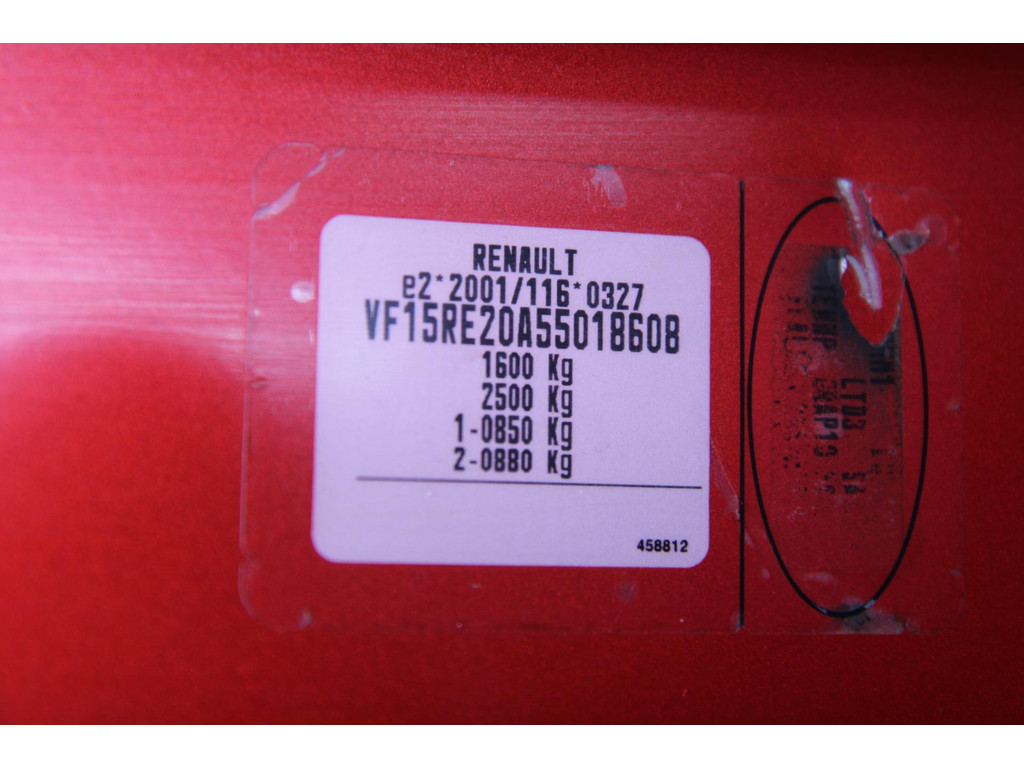 RENAULT
e2*2001/116*0327
VF15RE20A55018608
1600 Kg
2500 Kg
1-0850 Kg
2-0880 Kg
458812